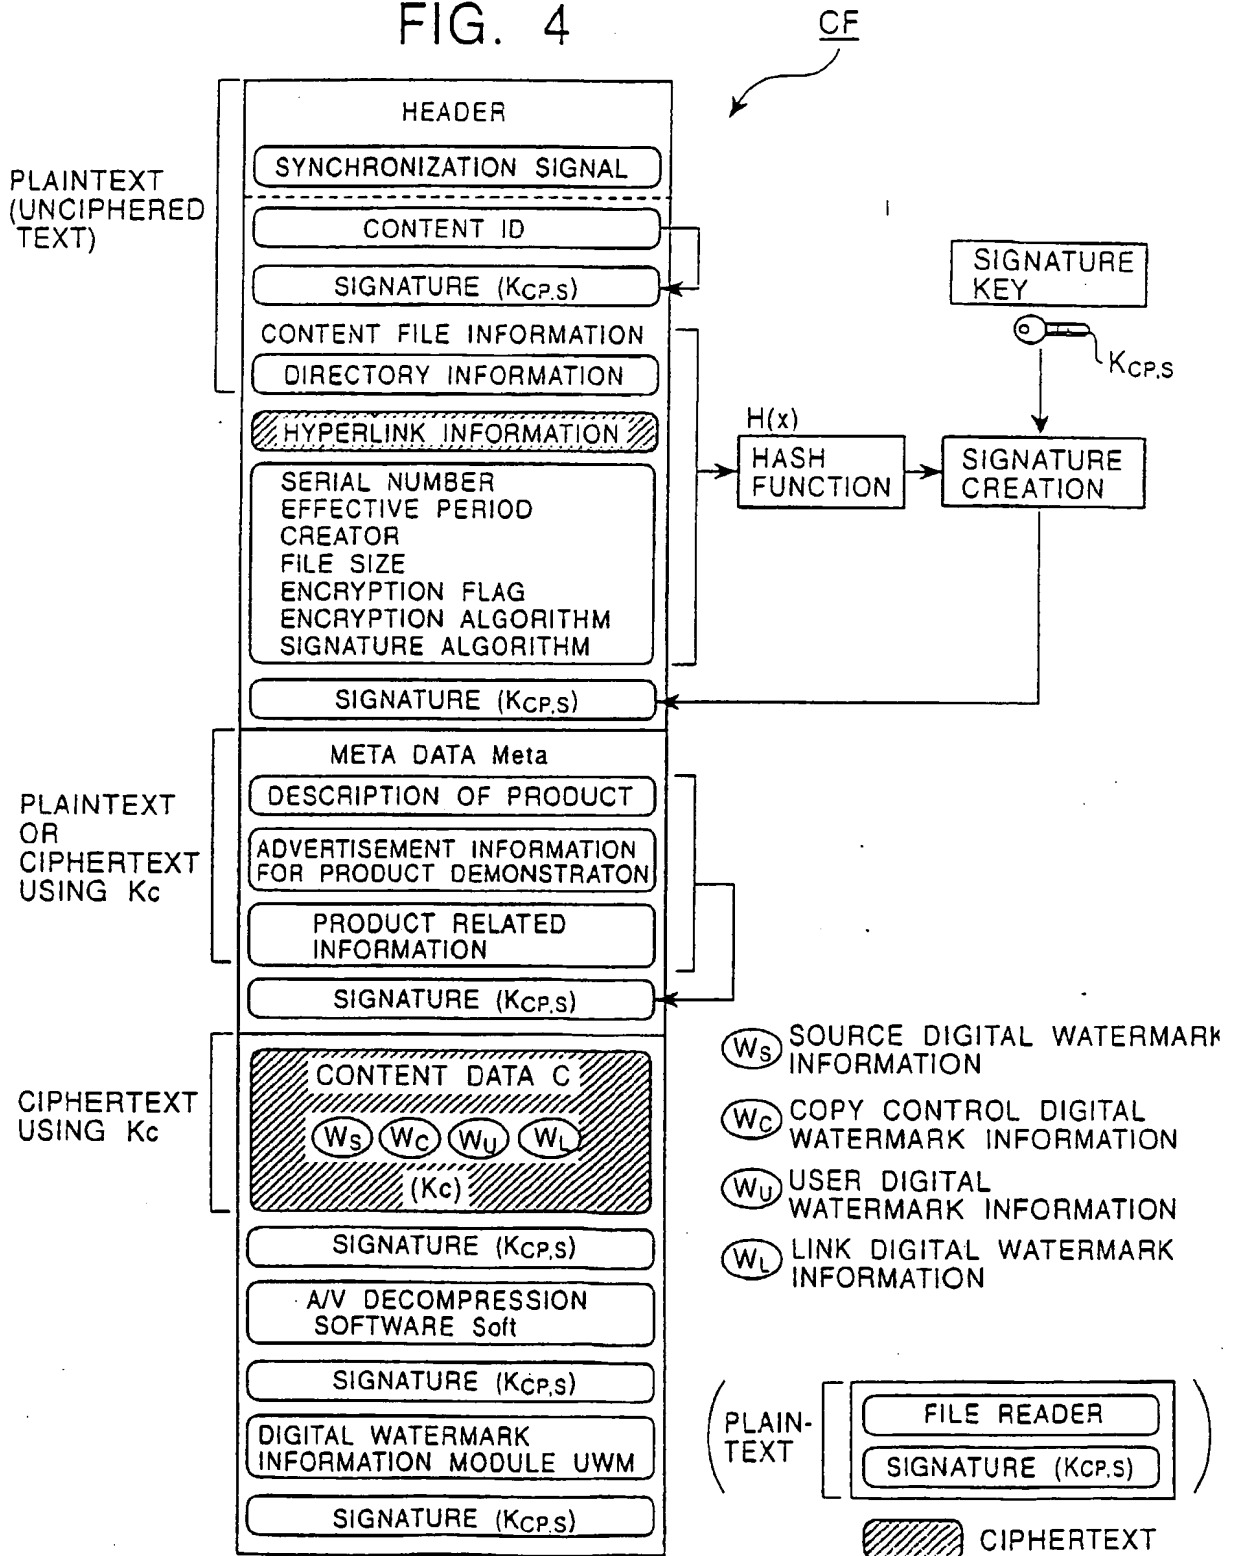 FIG. 4
CF
HEADER
SYNCHRONIZATION SIGNAL
PLAINTEXT
(UNCIPHERED
TEXT)
CONTENT ID
SIGNATURE (KCP,S)
CONTENT FILE INFORMATION
DIRECTORY INFORMATION
HYPERLINK INFORMATION
SERIAL NUMBER
EFFECTIVE PERIOD
CREATOR
FILE SIZE
ENCRYPTION FLAG
ENCRYPTION ALGORITHM
SIGNATURE ALGORITHM
SIGNATURE (KCP,S)
SIGNATURE
KEY
KCP,S
H(x)
HASH
FUNCTION
SIGNATURE
CREATION
PLAINTEXT
OR
CIPHERTEXT
USING Kc
META DATA Meta
DESCRIPTION OF PRODUCT
ADVERTISEMENT INFORMATION
FOR PRODUCT DEMONSTRATON
PRODUCT RELATED
INFORMATION
SIGNATURE (KCP,S)
CIPHERTEXT
USING Kc
CONTENT DATA C
WS WC WU WL
(Kc)
SIGNATURE (KCP,S)
A/V DECOMPRESSION
SOFTWARE Soft
SIGNATURE (KCP,S)
DIGITAL WATERMARK
INFORMATION MODULE UWM
SIGNATURE (KCP,S)
WS SOURCE DIGITAL WATERMARK
INFORMATION
WC COPY CONTROL DIGITAL
WATERMARK INFORMATION
WU USER DIGITAL
WATERMARK INFORMATION
WL LINK DIGITAL WATERMARK
INFORMATION
PLAIN-
TEXT
FILE READER
SIGNATURE (KCP,S)
CIPHERTEXT